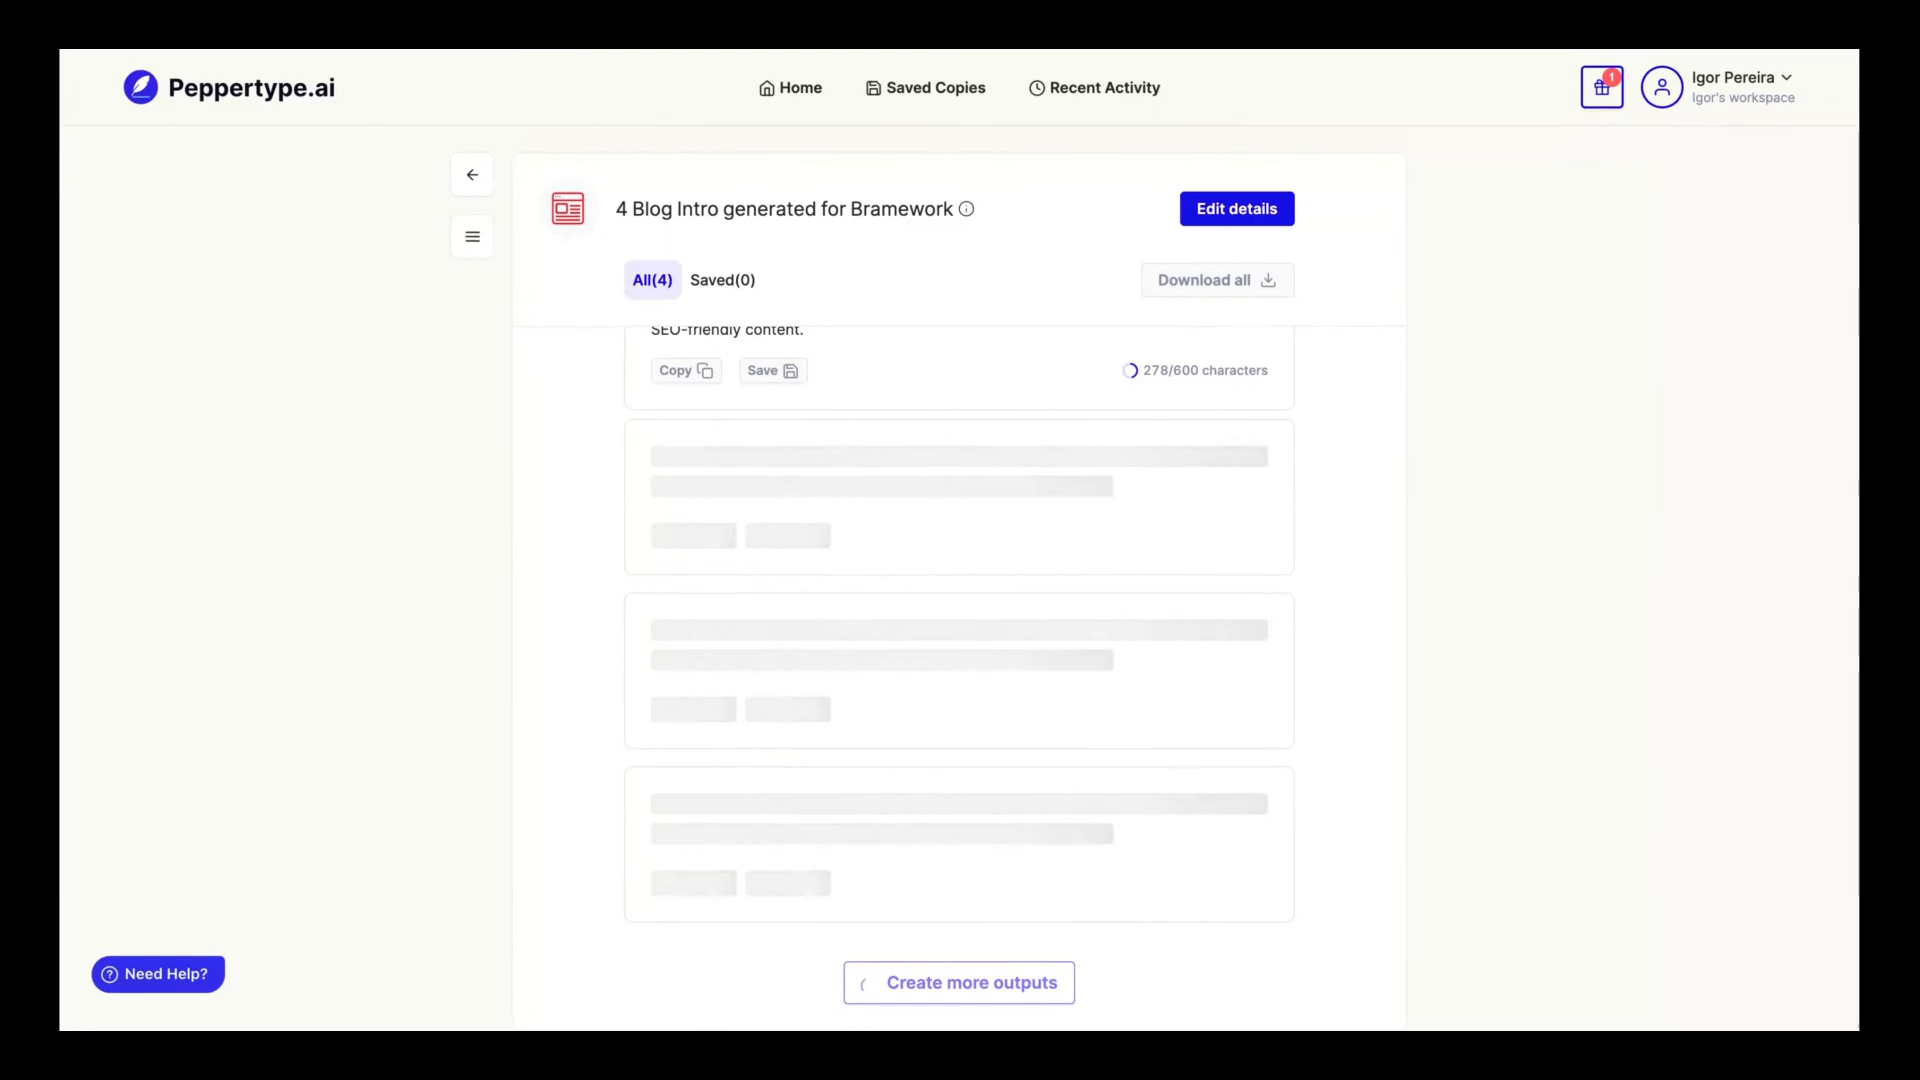 Peppertype.ai
Home
Saved Copies
Recent Activity
1
Igor Pereira
Igor's workspace
4 Blog Intro generated for Bramework
Edit details
All(4)
Saved(0)
Download all
SEO-friendly content.
Copy
Save
278/600 characters
Create more outputs
Need Help?